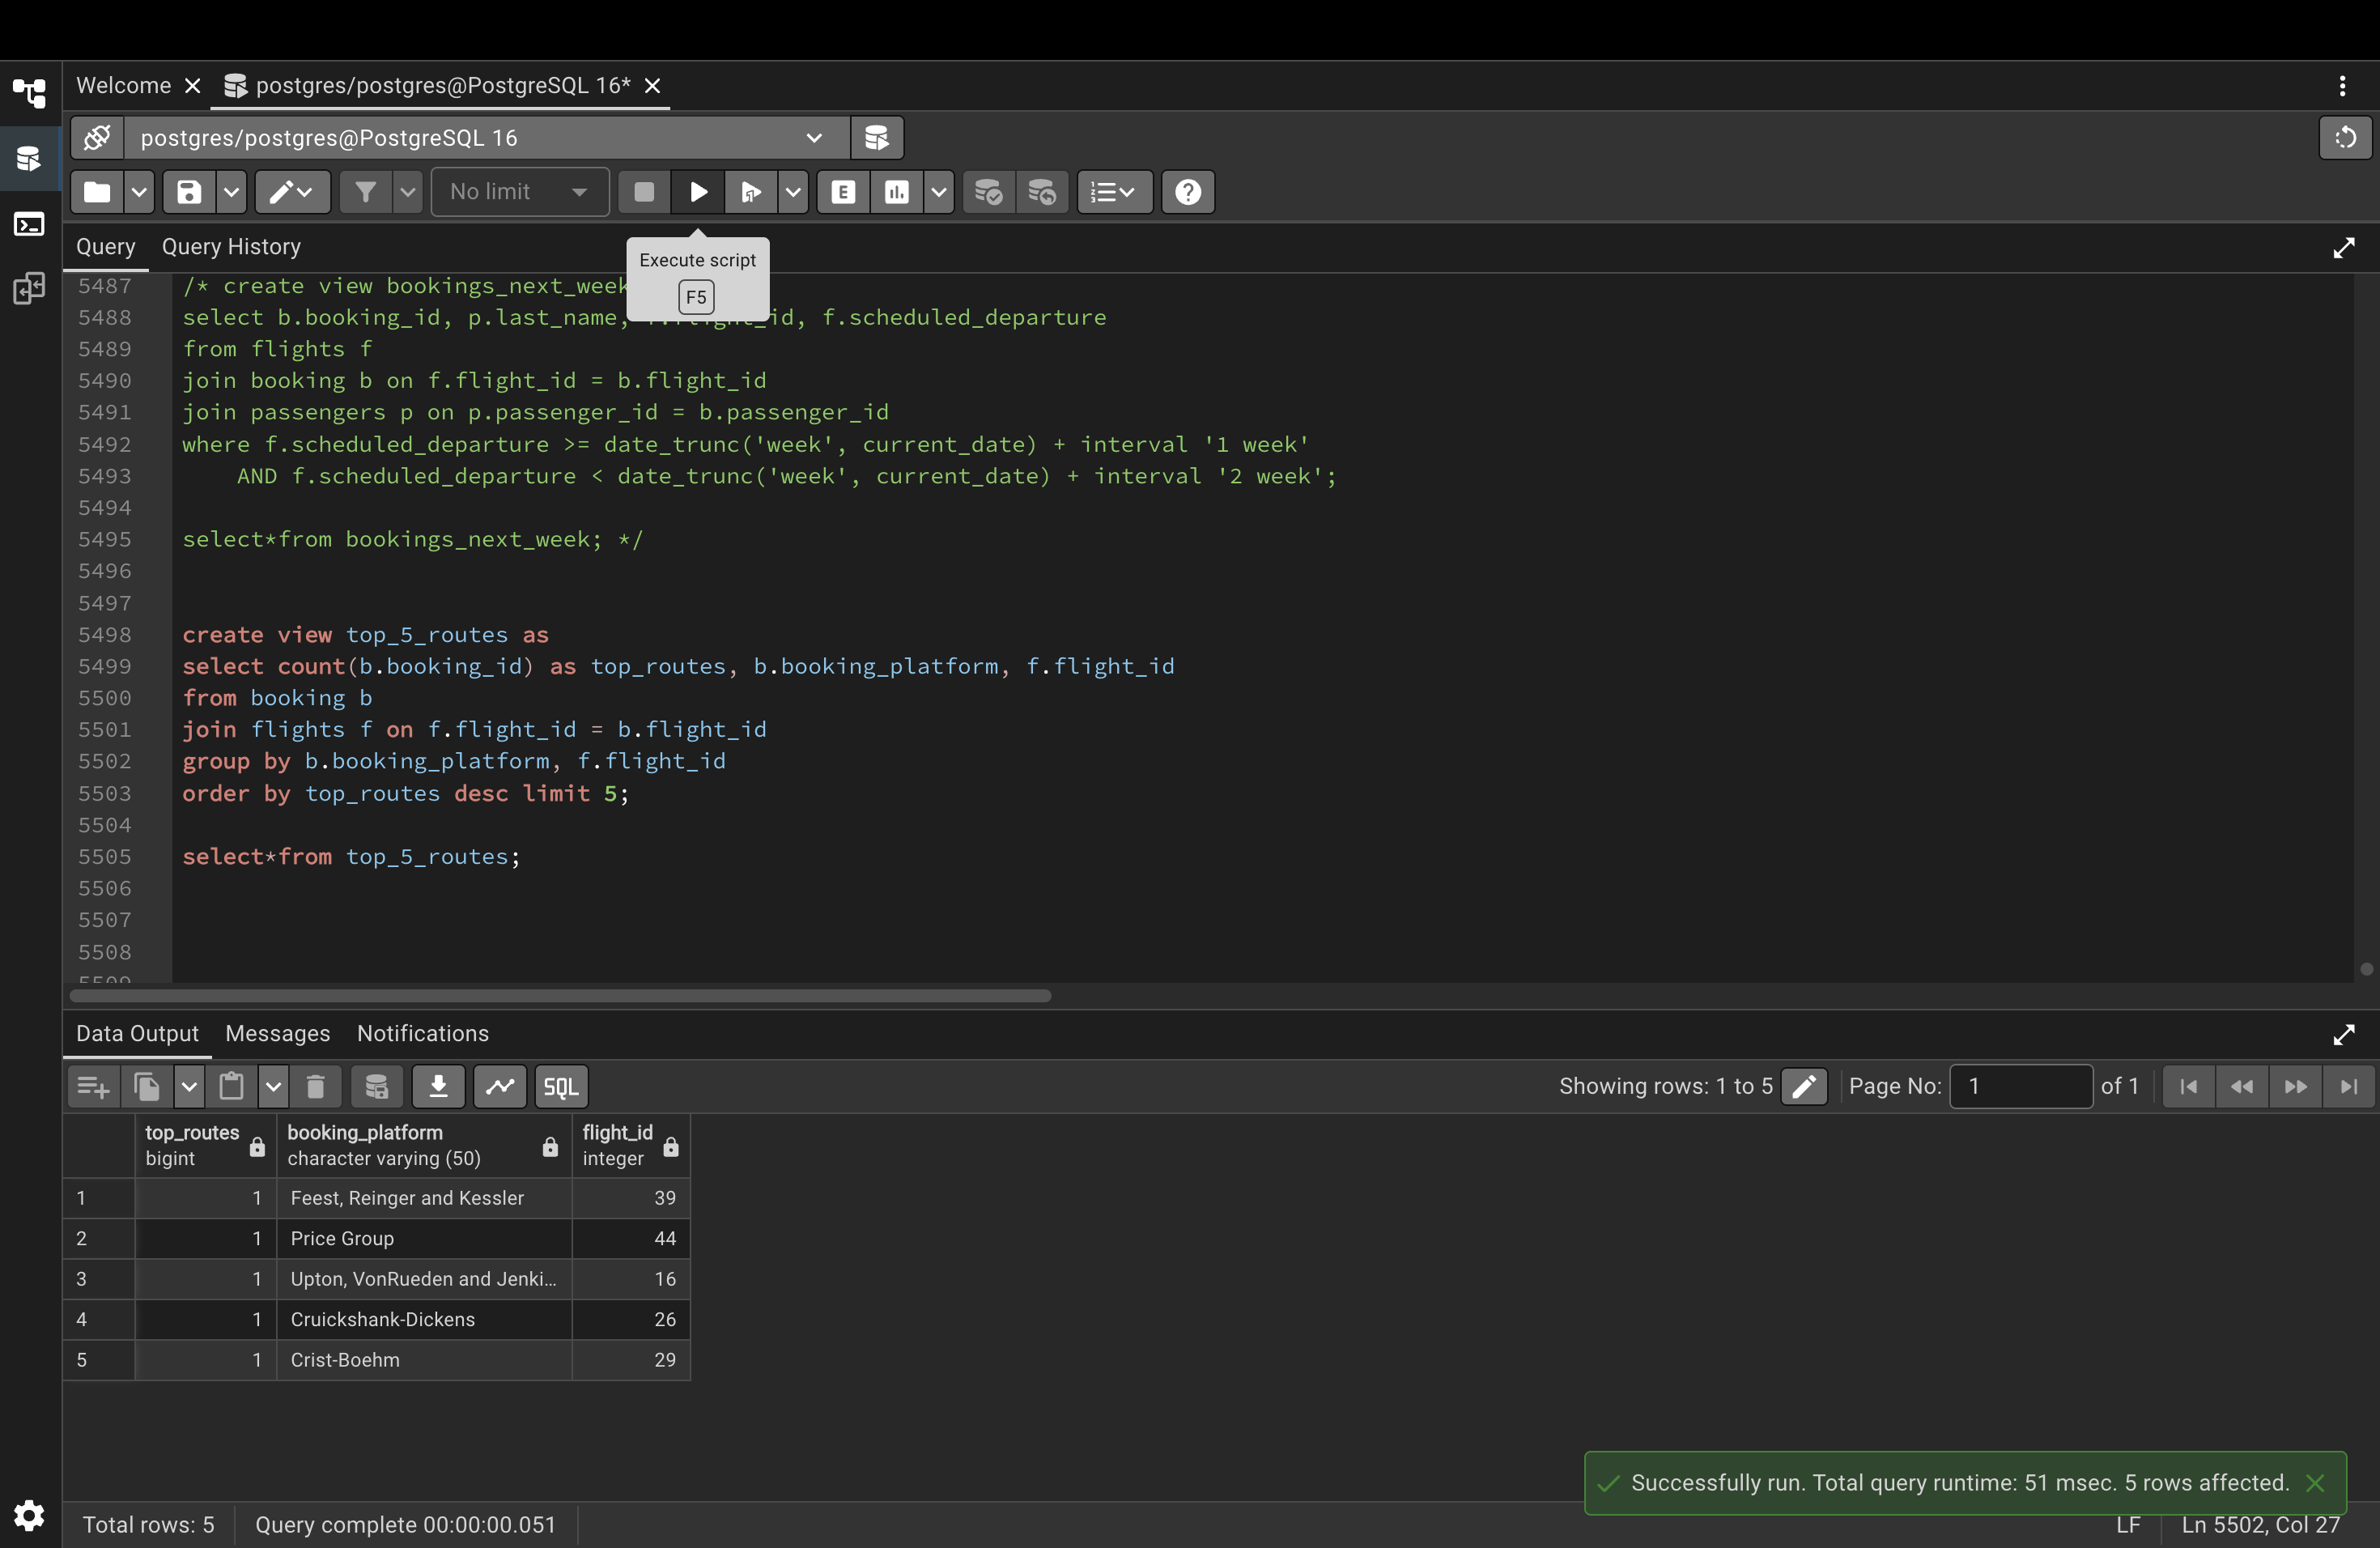 Welcome
postgres/postgres@PostgreSQL 16*
postgres/postgres@PostgreSQL 16
No limit
E
Query
Query History
Execute script
F5
5487 /* create view bookings_next_week
5488 select b.booking_id, p.last_name, f.flight_id, f.scheduled_departure
5489 from flights f
5490 join booking b on f.flight_id = b.flight_id
5491 join passengers p on p.passenger_id = b.passenger_id
5492 where f.scheduled_departure >= date_trunc('week', current_date) + interval '1 week'
5493 AND f.scheduled_departure < date_trunc('week', current_date) + interval '2 week';
5494
5495 select*from bookings_next_week; */
5496
5497
5498 create view top_5_routes as
5499 select count(b.booking_id) as top_routes, b.booking_platform, f.flight_id
5500 from booking b
5501 join flights f on f.flight_id = b.flight_id
5502 group by b.booking_platform, f.flight_id
5503 order by top_routes desc limit 5;
5504
5505 select*from top_5_routes;
5506
5507
5508
5509
Data Output
Messages
Notifications
SQL
Showing rows: 1 to 5
Page No: 1 of 1
top_routes bigint
booking_platform character varying (50)
flight_id integer
1 1 Feest, Reinger and Kessler 39
2 1 Price Group 44
3 1 Upton, VonRueden and Jenki... 16
4 1 Cruickshank-Dickens 26
5 1 Crist-Boehm 29
Successfully run. Total query runtime: 51 msec. 5 rows affected.
Total rows: 5
Query complete 00:00:00.051
LF
Ln 5502, Col 27